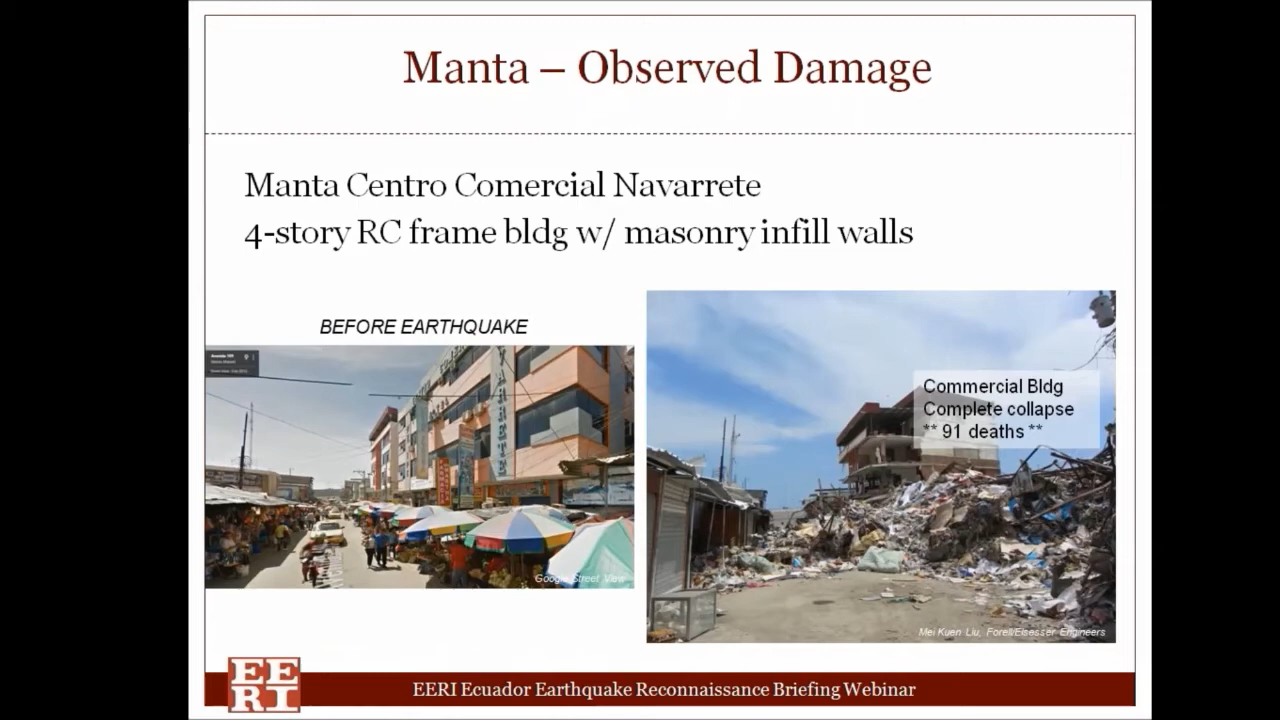 Manta – Observed Damage
Manta Centro Comercial Navarrete
4-story RC frame bldg w/ masonry infill walls
BEFORE EARTHQUAKE
Commercial Bldg
Complete collapse
** 91 deaths **
Google Street View
Mei Kuen Liu, Forell/Elsesser Engineers
EERI
EERI Ecuador Earthquake Reconnaissance Briefing Webinar